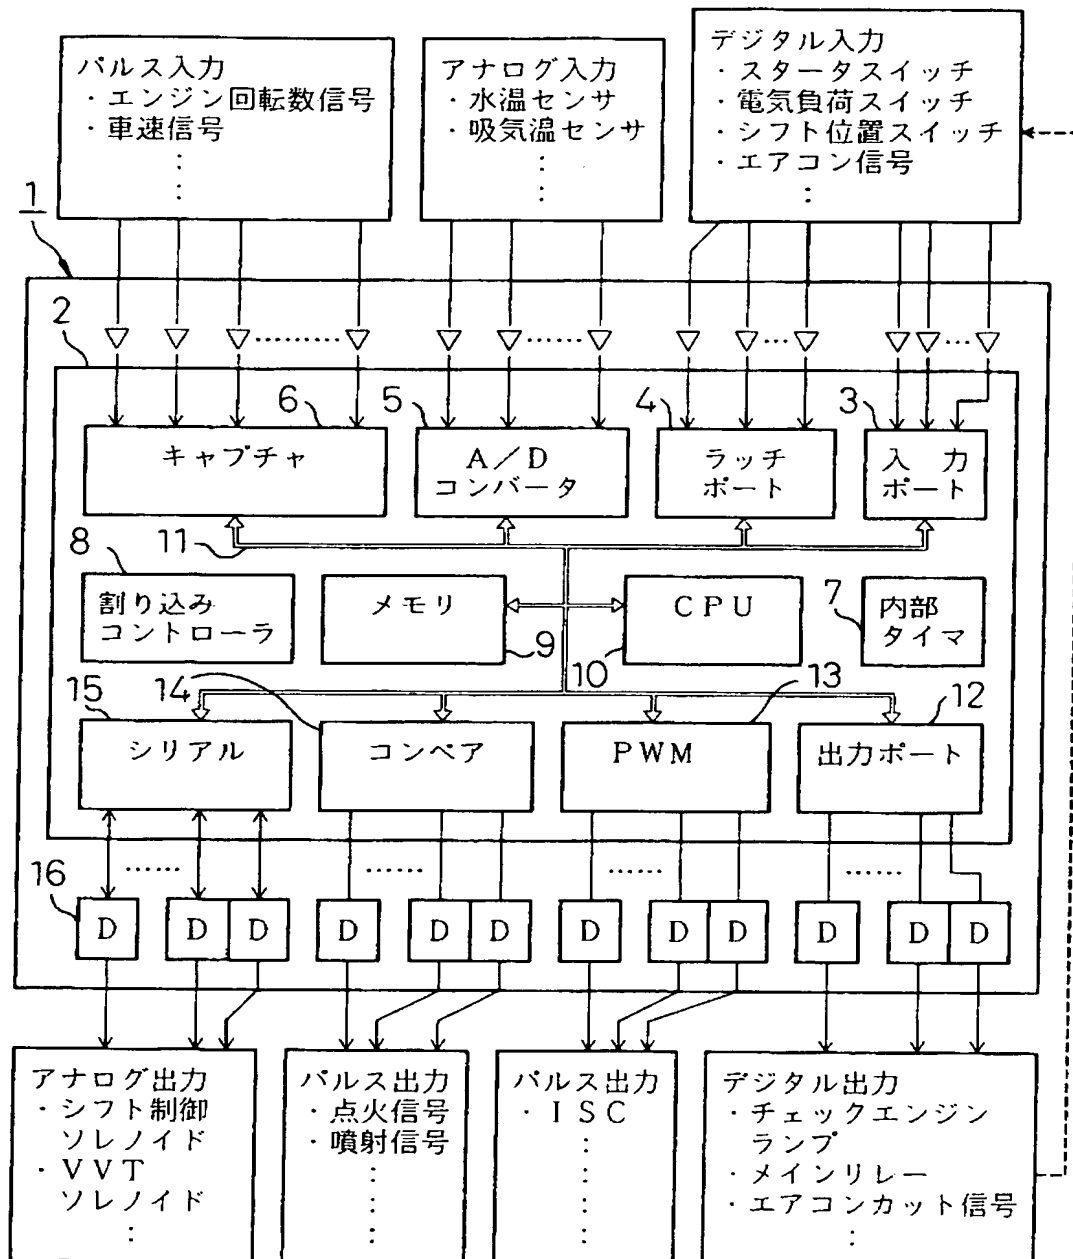 パルス入力
・エンジン回転数信号
・車速信号
アナログ入力
・水温センサ
・吸気温センサ
デジタル入力
・スタータスイッチ
・電気負荷スイッチ
・シフト位置スイッチ
・エアコン信号
1
2
6
キャプチャ
5
A/D
コンバータ
4
ラッチ
ポート
3
入力
ポート
11
8
割り込み
コントローラ
メモリ
9
CPU
10
7
内部
タイマ
15
シリアル
14
コンペア
13
PWM
12
出力ポート
16
D
D
D
D
D
D
D
D
D
D
D
D
アナログ出力
・シフト制御
ソレノイド
・VVT
ソレノイド
パルス出力
・点火信号
・噴射信号
パルス出力
・ISC
デジタル出力
・チェックエンジン
ランプ
・メインリレー
・エアコンカット信号